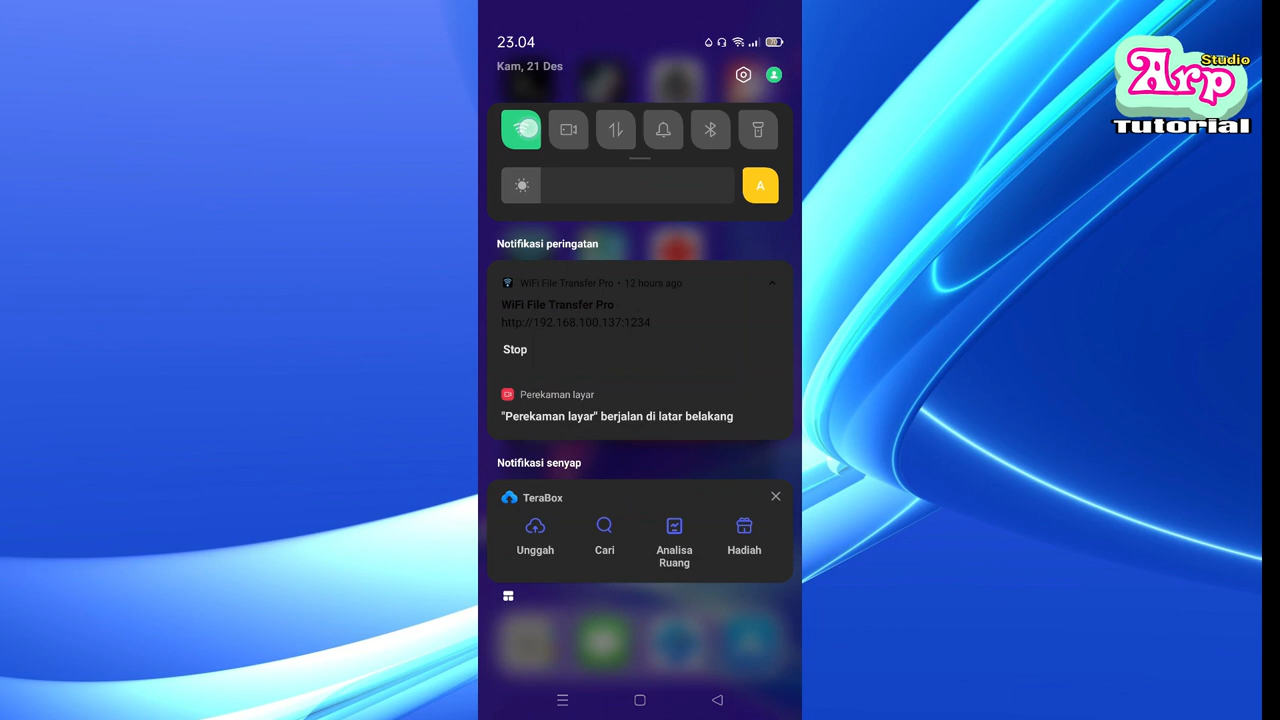 23.04
Kam, 21 Des
A
Notifikasi peringatan
WiFi File Transfer Pro • 12 hours ago
WiFi File Transfer Pro
http://192.168.100.137:1234
Stop
Perekaman layar
"Perekaman layar" berjalan di latar belakang
Notifikasi senyap
TeraBox
Unggah
Cari
Analisa
Ruang
Hadiah
Studio
Arp
Tutorial